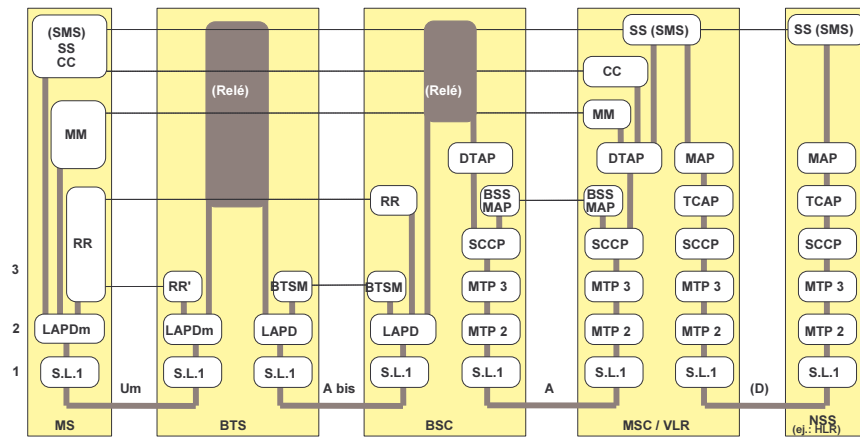 (SMS)
SS
CC
SS (SMS)
SS (SMS)
CC
(Relé)
(Relé)
MM
MM
DTAP
DTAP
MAP
MAP
RR
BSS
MAP
BSS
MAP
TCAP
TCAP
RR
SCCP
SCCP
SCCP
SCCP
3
RR'
BTSM
BTSM
MTP 3
MTP 3
MTP 3
MTP 3
2
LAPDm
LAPDm
LAPD
LAPD
MTP 2
MTP 2
MTP 2
MTP 2
1
S.L.1
S.L.1
S.L.1
S.L.1
S.L.1
S.L.1
S.L.1
S.L.1
Um
A bis
A
(D)
MS
BTS
BSC
MSC / VLR
NSS
(ej.: HLR)